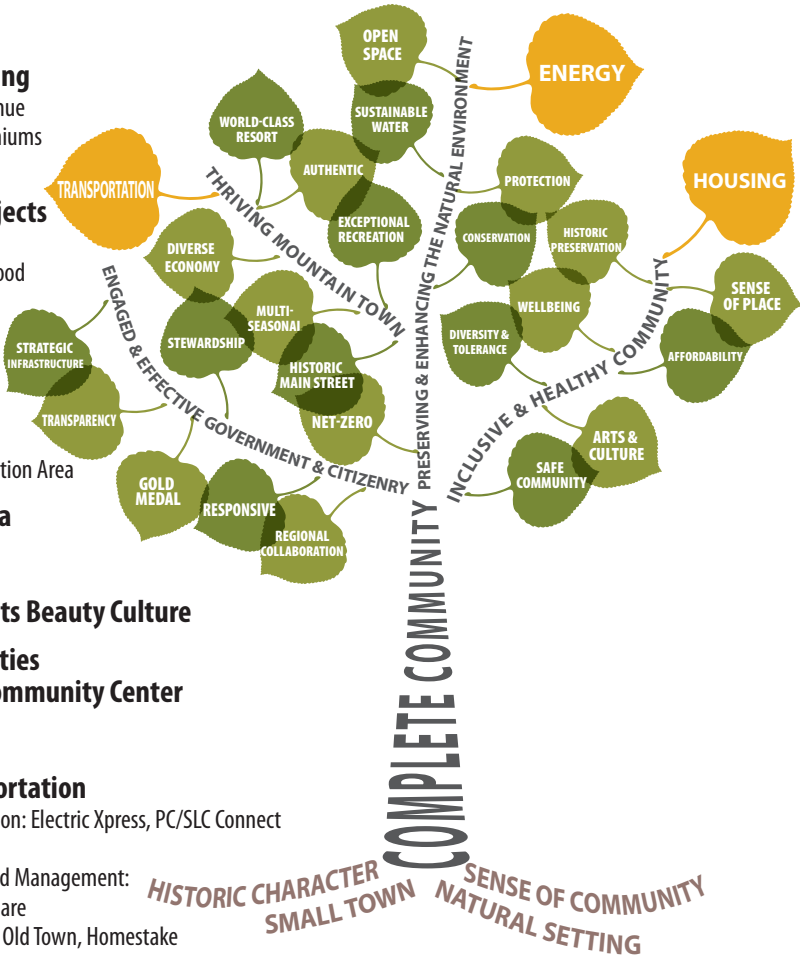 ng
nue
niums
jects
ood
tion Area
a
ts Beauty Culture
ties
ommunity Center
ortation
on: Electric Xpress, PC/SLC Connect
d Management:
are
Old Town, Homestake
OPEN
SPACE
ENERGY
WORLD-CLASS
RESORT
SUSTAINABLE
WATER
AUTHENTIC
TRANSPORTATION
PROTECTION
HOUSING
EXCEPTIONAL
RECREATION
CONSERVATION
HISTORIC
PRESERVATION
DIVERSE
ECONOMY
SENSE
OF PLACE
MULTI-
SEASONAl
WELLBEING
STRATEGIC
INFRASTRUCTURE
STEWARDSHIP
DIVERSITY &
TOLERANCE
AFFORDABILITY
HISTORIC
MAIN STREET
TRANSPARENCY
NET-ZERO
ARTS &
CULTURE
GOLD
MEDAL
SAFE
COMMUNITY
RESPONSIVE
REGIONAL
COLLABORATION
THRIVING MOUNTAIN TOWN
PRESERVING & ENHANCING THE NATURAL ENVIRONMENT
ENGAGED & EFFECTIVE GOVERNMENT & CITIZENRY
INCLUSIVE & HEALTHY COMMUNITY
COMPLETE COMMUNITY
HISTORIC CHARACTER
SMALL TOWN
SENSE OF COMMUNITY
NATURAL SETTING